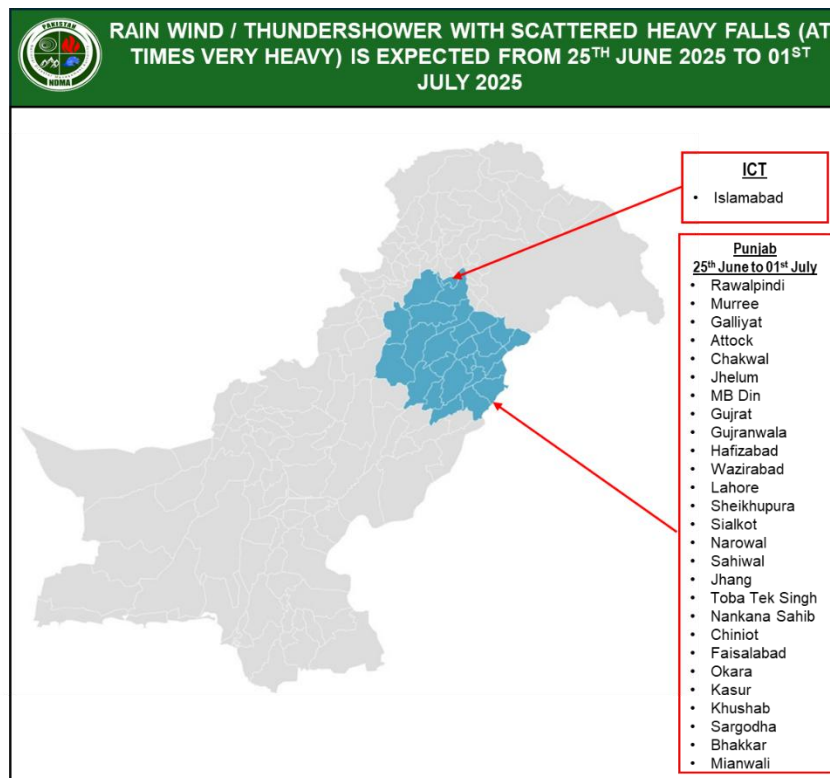 RAIN WIND / THUNDERSHOWER WITH SCATTERED HEAVY FALLS (AT
TIMES VERY HEAVY) IS EXPECTED FROM 25TH JUNE 2025 TO 01ST
JULY 2025
PAKISTAN
NDMA
ICT
• Islamabad
Punjab
25th June to 01st July
• Rawalpindi
• Murree
• Galliyat
• Attock
• Chakwal
• Jhelum
• MB Din
• Gujrat
• Gujranwala
• Hafizabad
• Wazirabad
• Lahore
• Sheikhupura
• Sialkot
• Narowal
• Sahiwal
• Jhang
• Toba Tek Singh
• Nankana Sahib
• Chiniot
• Faisalabad
• Okara
• Kasur
• Khushab
• Sargodha
• Bhakkar
• Mianwali